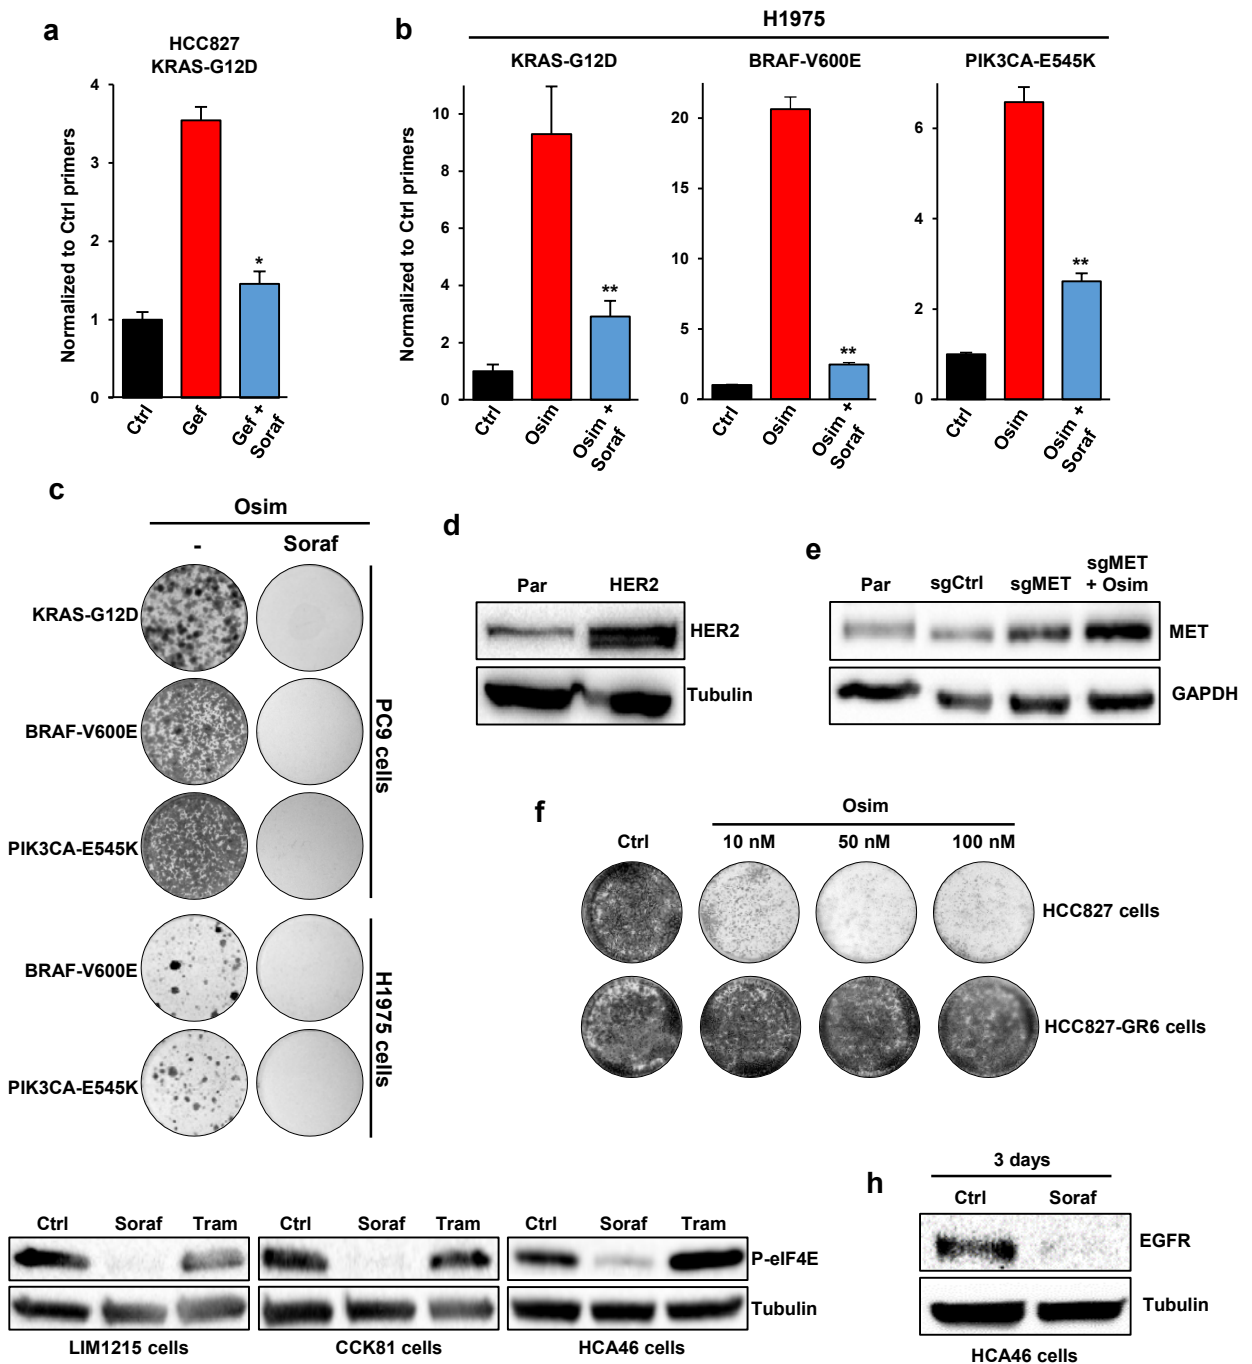 a
HCC827
KRAS-G12D
Normalized to Ctrl primers
4
3
2
1
0
*
Ctrl
Gef
Gef +
Soraf
b
H1975
KRAS-G12D
Normalized to Ctrl primers
10
8
6
4
2
0
**
Ctrl
Osim
Osim +
Soraf
BRAF-V600E
20
15
10
5
0
**
Ctrl
Osim
Osim +
Soraf
PIK3CA-E545K
6
4
2
0
**
Ctrl
Osim
Osim +
Soraf
c
Osim
- Soraf
KRAS-G12D
BRAF-V600E
PIK3CA-E545K
PC9 cells
BRAF-V600E
PIK3CA-E545K
H1975 cells
d
Par HER2
HER2
Tubulin
e
Par sgCtrl sgMET sgMET
+ Osim
MET
GAPDH
f
Osim
Ctrl 10 nM 50 nM 100 nM
HCC827 cells
HCC827-GR6 cells
Ctrl Soraf Tram Ctrl Soraf Tram Ctrl Soraf Tram
P-eIF4E
Tubulin
LIM1215 cells CCK81 cells HCA46 cells
h
3 days
Ctrl Soraf
EGFR
Tubulin
HCA46 cells